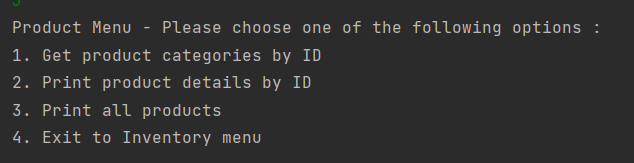 Product Menu - Please choose one of the following options :
1. Get product categories by ID
2. Print product details by ID
3. Print all products
4. Exit to Inventory menu